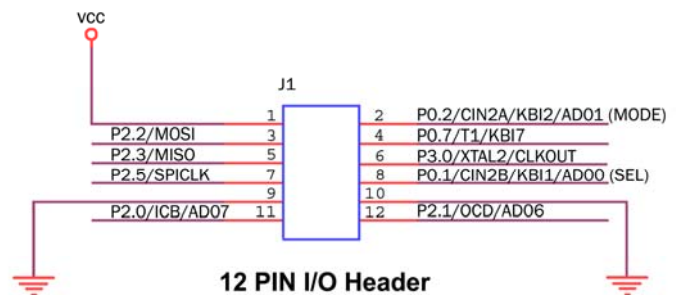 VCC
J1
1 2 P0.2/CIN2A/KBI2/AD01 (MODE)
P2.2/MOSI 3 4 P0.7/T1/KBI7
P2.3/MISO 5 6 P3.0/XTAL2/CLKOUT
P2.5/SPICLK 7 8 P0.1/CIN2B/KBI1/AD00 (SEL)
9 10
P2.0/ICB/AD07 11 12 P2.1/OCD/AD06
12 PIN I/O Header